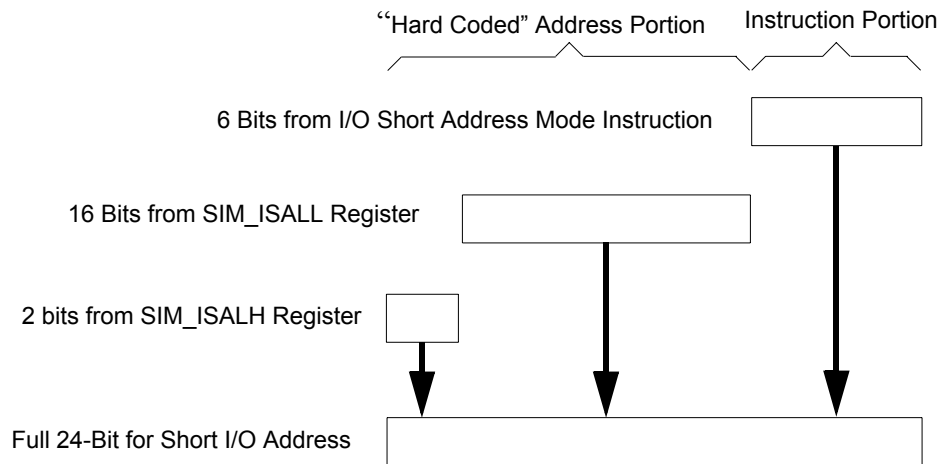 “Hard Coded” Address Portion
Instruction Portion
6 Bits from I/O Short Address Mode Instruction
16 Bits from SIM_ISALL Register
2 bits from SIM_ISALH Register
Full 24-Bit for Short I/O Address